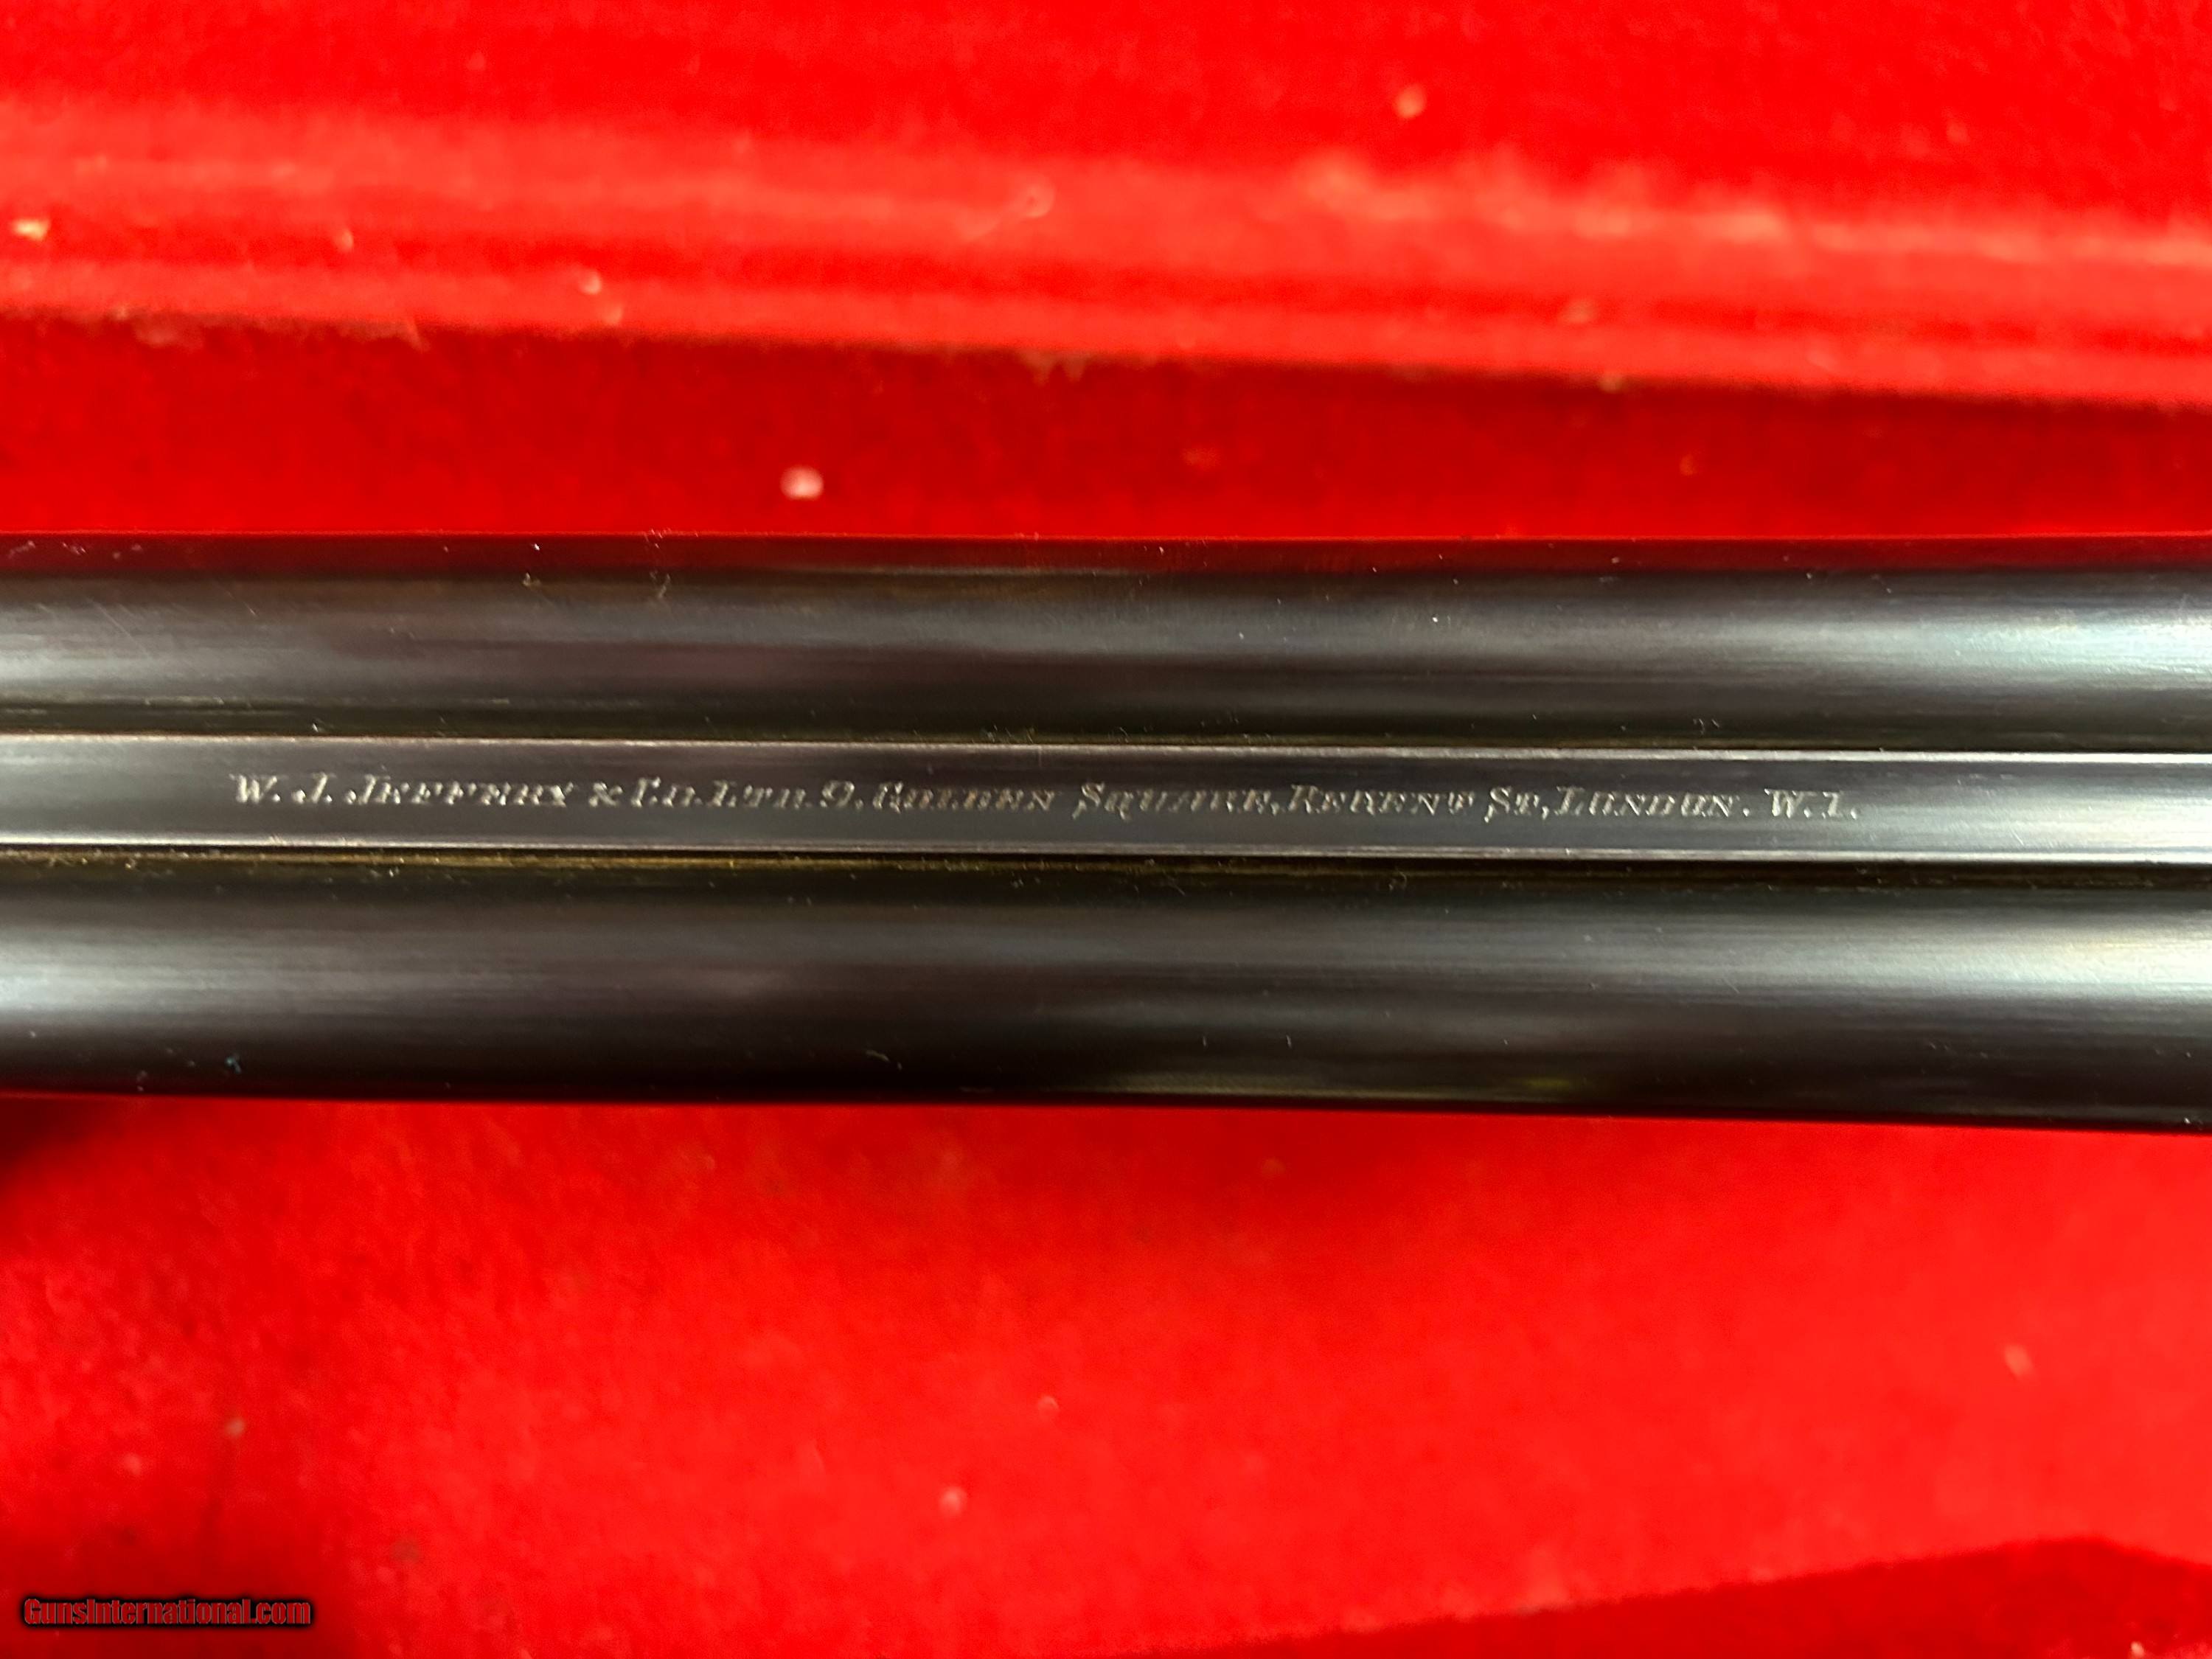 W. J. JEFFERY & CO. LTD. 9, GOLDEN SQUARE, REGENT ST, LONDON. W.1.
GunsInternational.com